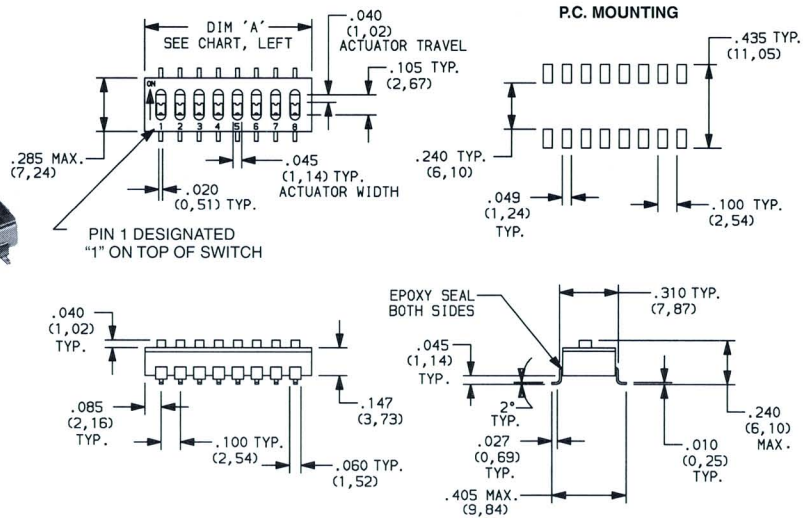 P.C. MOUNTING
DIM 'A'
SEE CHART, LEFT
.040
(1,02)
ACTUATOR TRAVEL
.105 TYP.
(2,67)
ON
1 2 3 4 5 6 7 8
.285 MAX.
(7,24)
.045
(1,14) TYP.
ACTUATOR WIDTH
.020
(0,51) TYP.
PIN 1 DESIGNATED
"1" ON TOP OF SWITCH
.435 TYP.
(11,05)
.240 TYP.
(6,10)
.049
(1,24)
TYP.
.100 TYP.
(2,54)
.040
(1,02)
TYP.
.085
(2,16)
TYP.
.100 TYP.
(2,54)
.147
(3,73)
.060 TYP.
(1,52)
EPOXY SEAL
BOTH SIDES
.310 TYP.
(7,87)
.045
(1,14)
TYP.
2°
TYP.
.027
(0,69)
TYP.
.405 MAX.
(9,84)
.240
(6,10)
MAX.
.010
(0,25)
TYP.